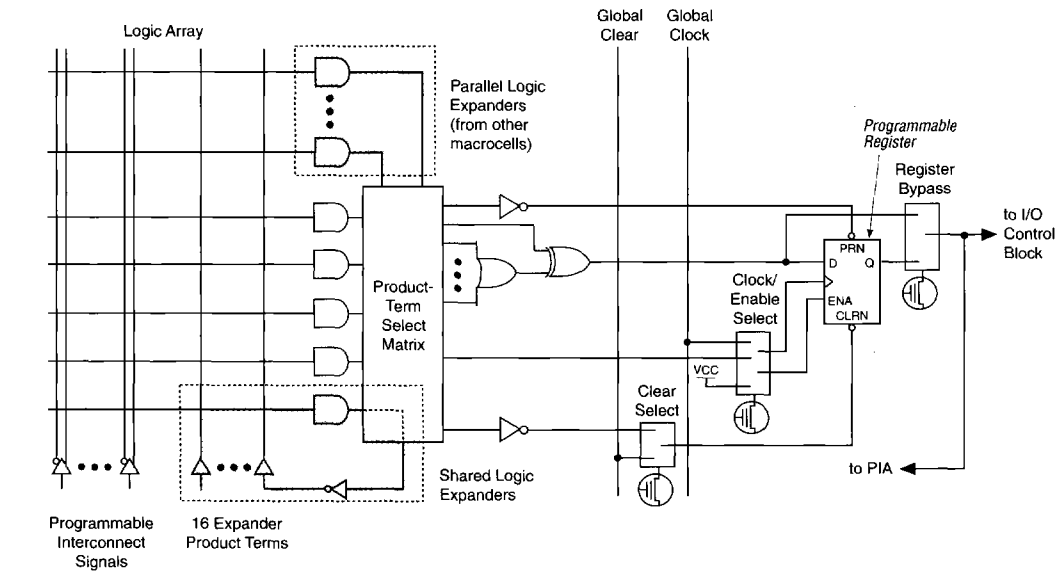 Logic Array
Global
Clear
Global
Clock
Parallel Logic
Expanders
(from other
macrocells)
Programmable
Register
Register
Bypass
to I/O
Control
Block
PRN
D
Q
ENA
CLRN
Product-
Term
Select
Matrix
Clock/
Enable
Select
VCC
Clear
Select
Shared Logic
Expanders
to PIA
Programmable
Interconnect
Signals
16 Expander
Product Terms